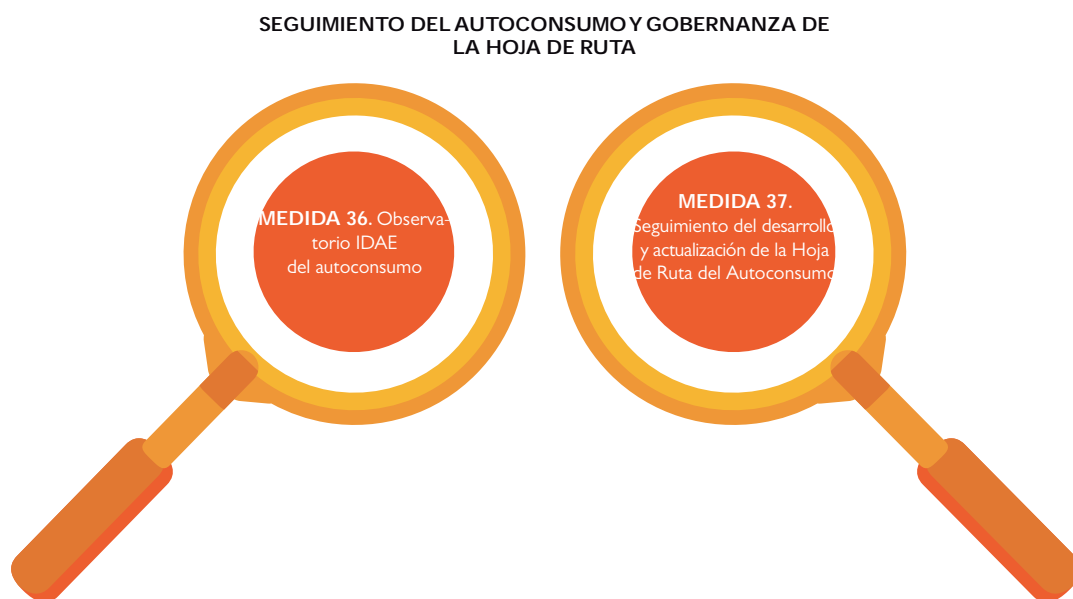 SEGUIMIENTO DEL AUTOCONSUMO Y GOBERNANZA DE
LA HOJA DE RUTA
MEDIDA 36. Observa-
torio IDAE
del autoconsumo
MEDIDA 37.
Seguimiento del desarrollo
y actualización de la Hoja
de Ruta del Autoconsumo